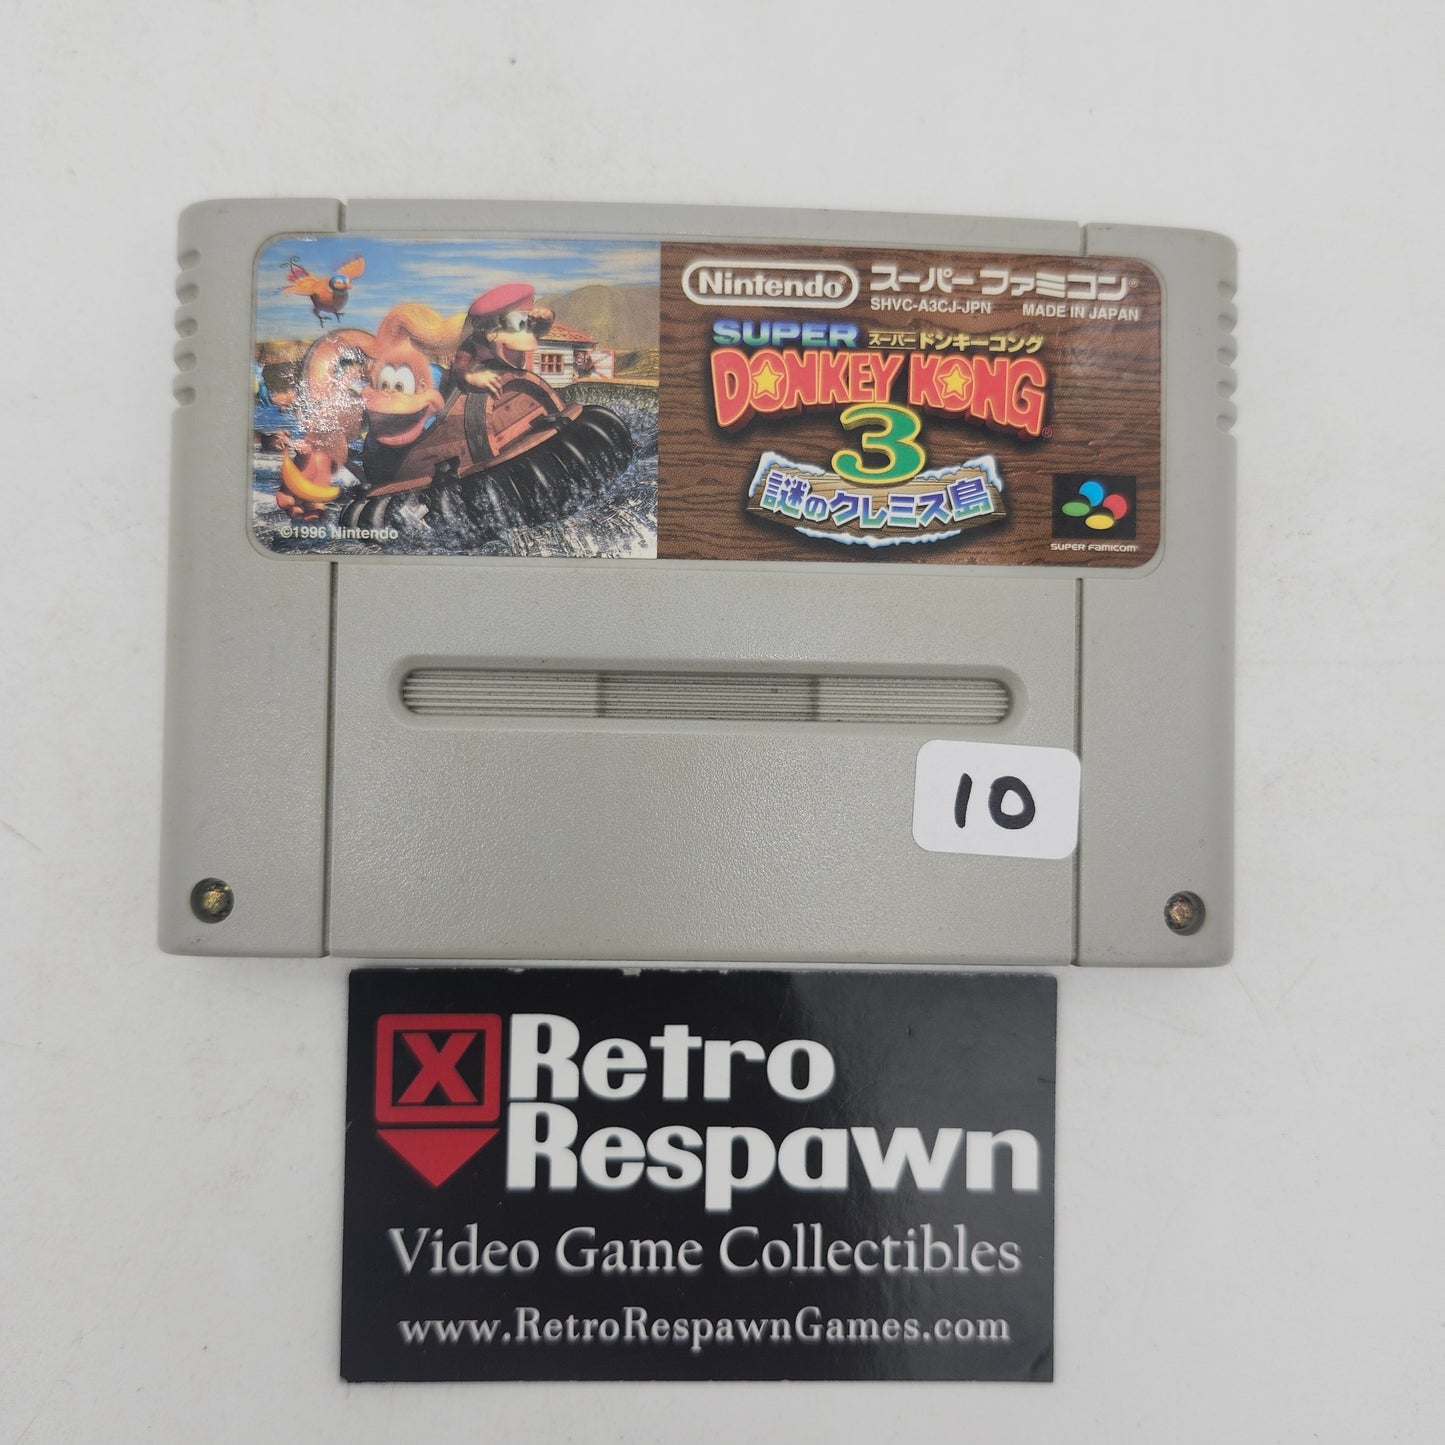 Nintendo スーパーファミコン
SHVC-A3CJ-JPN MADE IN JAPAN
SUPER スーパードンキーコング
DONKEY KONG
3
謎のクレミス島
SUPER FAMICOM
©1996 Nintendo
10
X Retro
Respawn
Video Game Collectibles
www.RetroRespawnGames.com